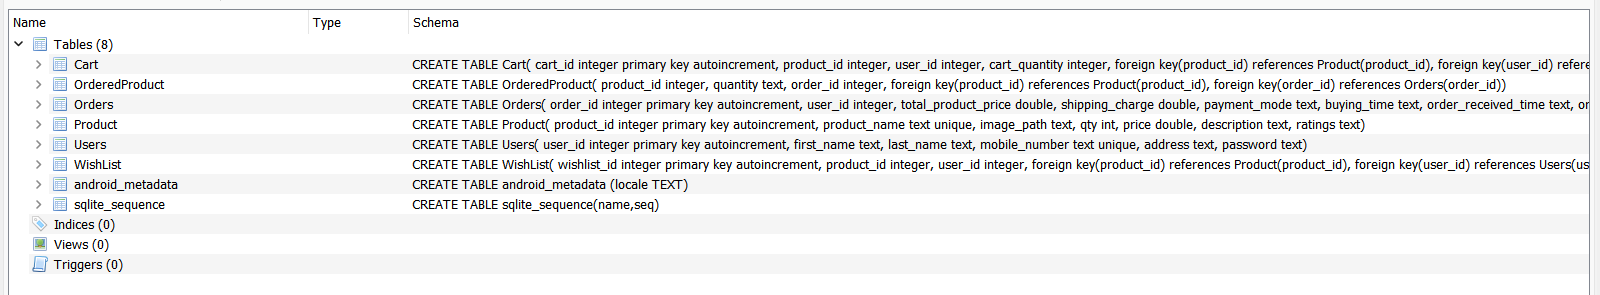 Name Type Schema
Tables (8)
Cart CREATE TABLE Cart( cart_id integer primary key autoincrement, product_id integer, user_id integer, cart_quantity integer, foreign key(product_id) references Product(product_id), foreign key(user_id) refere
OrderedProduct CREATE TABLE OrderedProduct( product_id integer, quantity text, order_id integer, foreign key(product_id) references Product(product_id), foreign key(order_id) references Orders(order_id))
Orders CREATE TABLE Orders( order_id integer primary key autoincrement, user_id integer, total_product_price double, shipping_charge double, payment_mode text, buying_time text, order_received_time text, or
Product CREATE TABLE Product( product_id integer primary key autoincrement, product_name text unique, image_path text, qty int, price double, description text, ratings text)
Users CREATE TABLE Users( user_id integer primary key autoincrement, first_name text, last_name text, mobile_number text unique, address text, password text)
WishList CREATE TABLE WishList( wishlist_id integer primary key autoincrement, product_id integer, user_id integer, foreign key(product_id) references Product(product_id), foreign key(user_id) references Users(us
android_metadata CREATE TABLE android_metadata (locale TEXT)
sqlite_sequence CREATE TABLE sqlite_sequence(name,seq)
Indices (0)
Views (0)
Triggers (0)